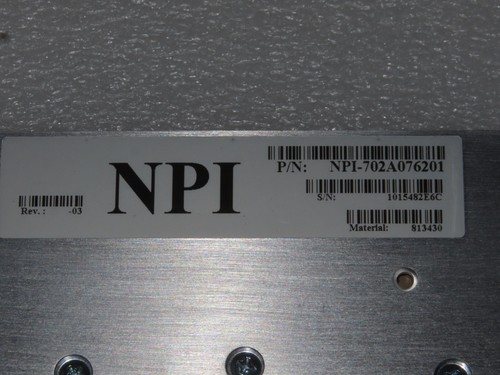 NPI
P/N: NPI-702A076201
S/N: 1015482E6C
Rev.: -03
Material: 813430